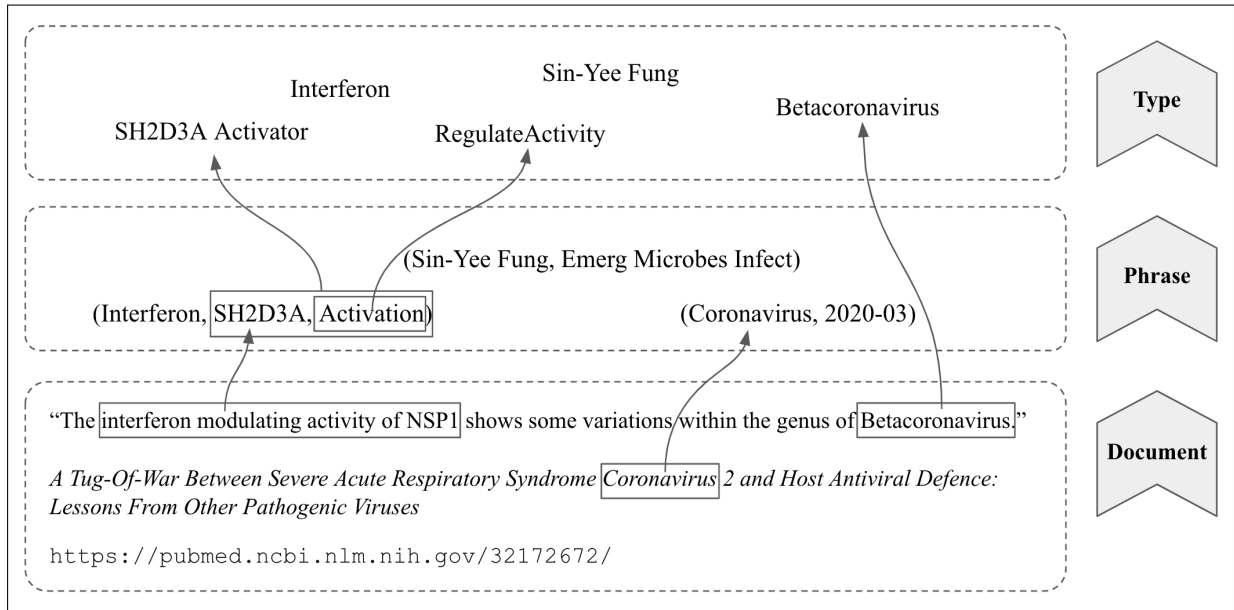 Sin-Yee Fung
Interferon
Betacoronavirus
SH2D3A Activator
RegulateActivity
Type
(Sin-Yee Fung, Emerg Microbes Infect)
(Interferon, SH2D3A, Activation)
(Coronavirus, 2020-03)
Phrase
“The interferon modulating activity of NSP1 shows some variations within the genus of Betacoronavirus.”
A Tug-Of-War Between Severe Acute Respiratory Syndrome Coronavirus 2 and Host Antiviral Defence:
Lessons From Other Pathogenic Viruses
https://pubmed.ncbi.nlm.nih.gov/32172672/
Document